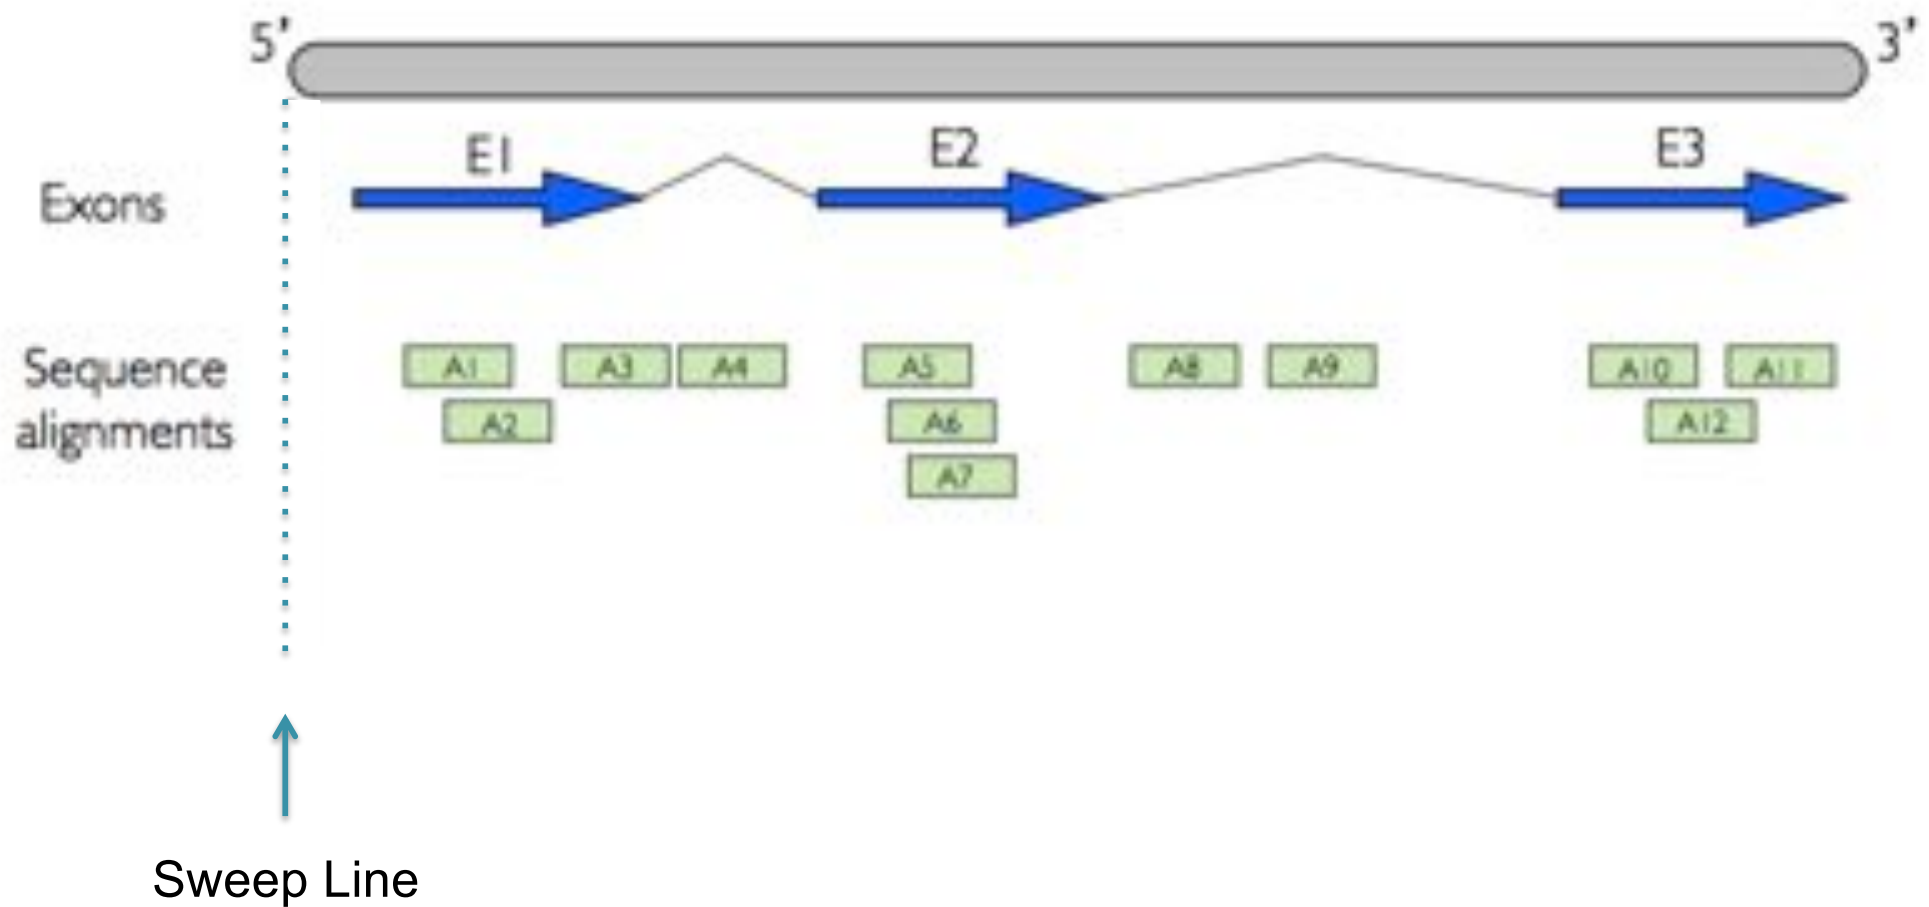 5’
3’
E1
E2
E3
Exons
Sequence
alignments
A1
A3
A4
A5
A8
A9
A10
A11
A2
A6
A12
A7
Sweep Line